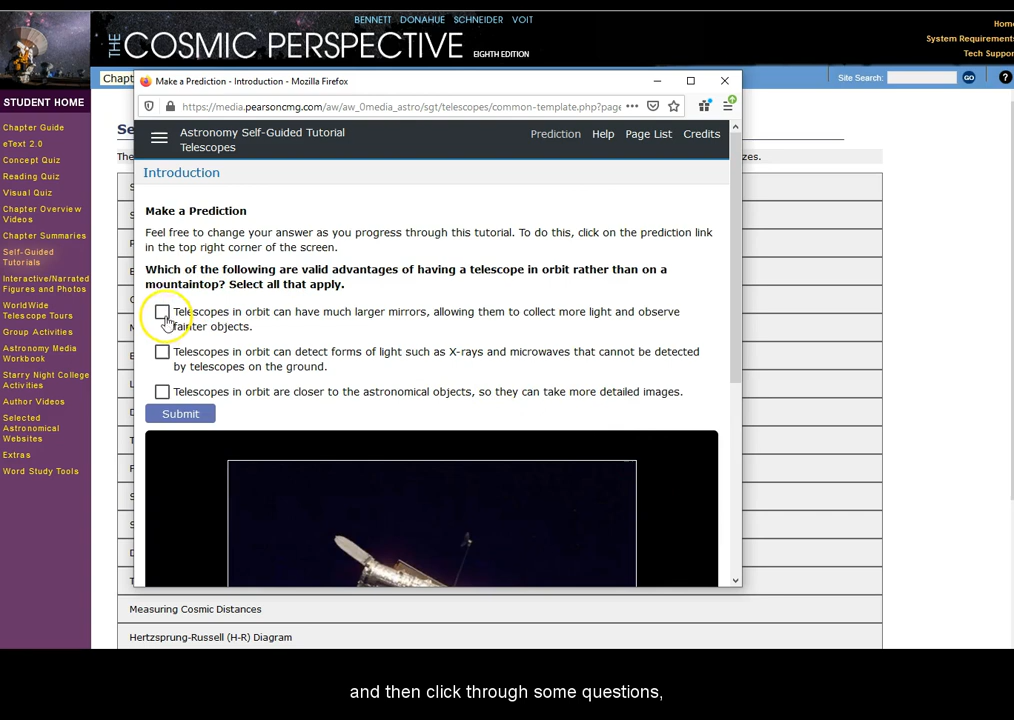 BENNETT DONAHUE SCHNEIDER VOIT
THE COSMIC PERSPECTIVE EIGHTH EDITION
Home
System Requirement
Tech Suppo
Chapt
Site Search:
GO
?
STUDENT HOME
Chapter Guide
eText 2.0
Concept Quiz
Reading Quiz
Visual Quiz
Chapter Overview
Videos
Chapter Summaries
Self-Guided
Tutorials
Interactive/Narrated
Figures and Photos
WorldWide
Telescope Tours
Group Activities
Astronomy Media
Workbook
Starry Night College
Activities
Author Videos
Selected
Astronomical
Websites
Extras
Word Study Tools
Se
The
zes.
Make a Prediction - Introduction - Mozilla Firefox
https://media.pearsoncmg.com/aw/aw_0media_astro/sgt/telescopes/common-template.php?page
Astronomy Self-Guided Tutorial
Telescopes
Prediction Help Page List Credits
Introduction
Make a Prediction
Feel free to change your answer as you progress through this tutorial. To do this, click on the prediction link
in the top right corner of the screen.
Which of the following are valid advantages of having a telescope in orbit rather than on a
mountaintop? Select all that apply.
Telescopes in orbit can have much larger mirrors, allowing them to collect more light and observe
fainter objects.
Telescopes in orbit can detect forms of light such as X-rays and microwaves that cannot be detected
by telescopes on the ground.
Telescopes in orbit are closer to the astronomical objects, so they can take more detailed images.
Submit
Measuring Cosmic Distances
Hertzsprung-Russell (H-R) Diagram
and then click through some questions,